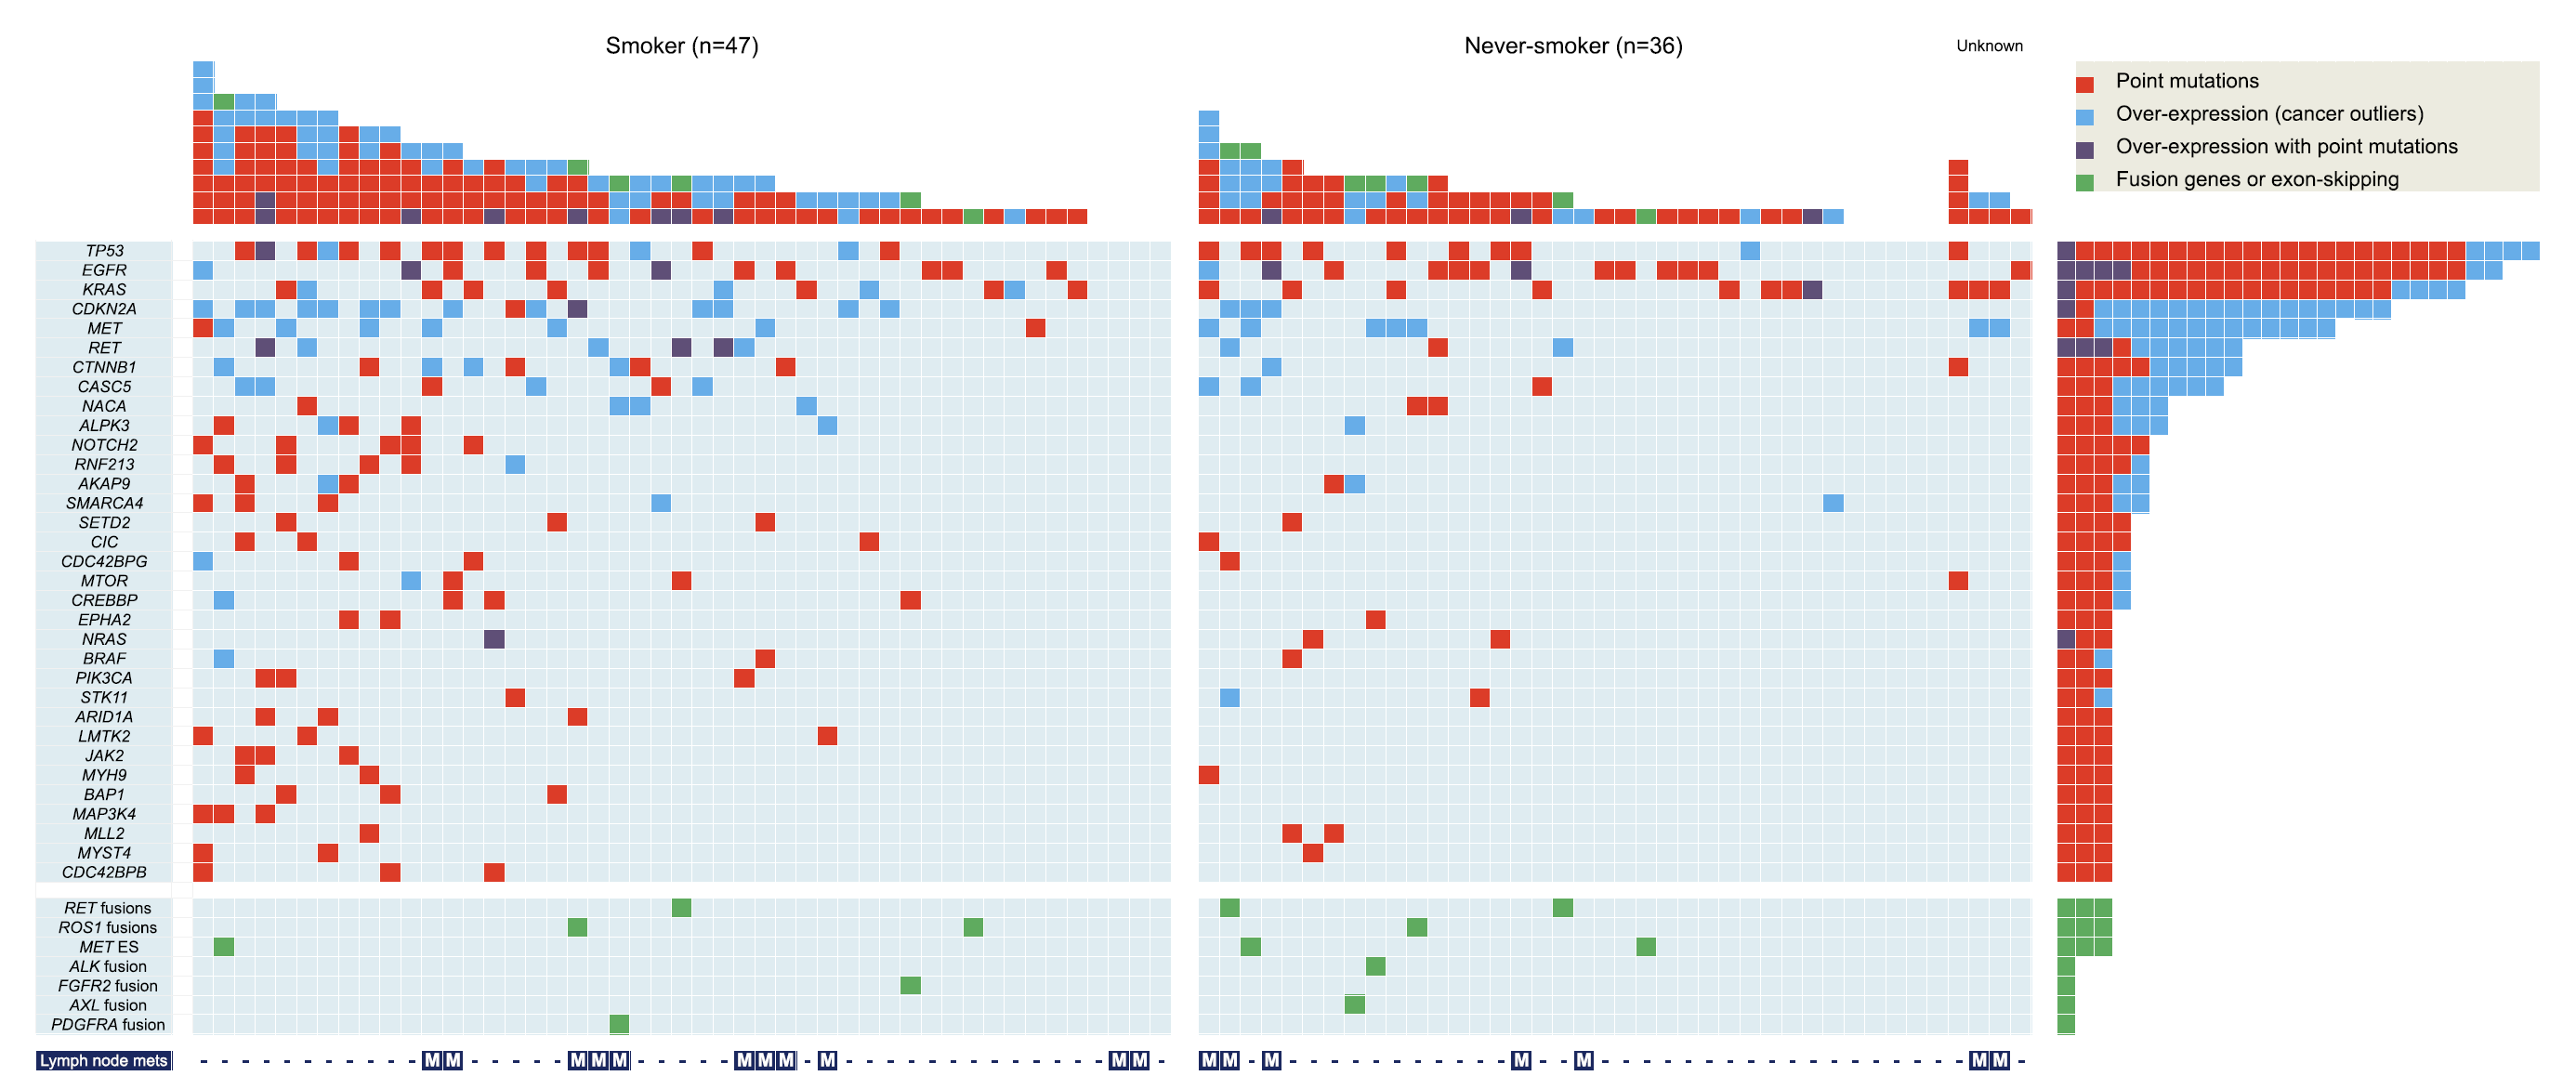 Smoker (n=47)
Never-smoker (n=36)
Unknown
Point mutations
Over-expression (cancer outliers)
Over-expression with point mutations
Fusion genes or exon-skipping
TP53
EGFR
KRAS
CDKN2A
MET
RET
CTNNB1
CASC5
NACA
ALPK3
NOTCH2
RNF213
AKAP9
SMARCA4
SETD2
CIC
CDC42BPG
MTOR
CREBBP
EPHA2
NRAS
BRAF
PIK3CA
STK11
ARID1A
LMTK2
JAK2
MYH9
BAP1
MAP3K4
MLL2
MYST4
CDC42BPB
RET fusions
ROS1 fusions
MET ES
ALK fusion
FGFR2 fusion
AXL fusion
PDGFRA fusion
Lymph node mets - - - - - - - - - - - M M - - - - - M M M - - - - - M M M - M - - - - - - - - - - - - - M M - M M - M - - - - - - - - - - - M - - M - - - - - - - - - - - - - - - - - - M M -